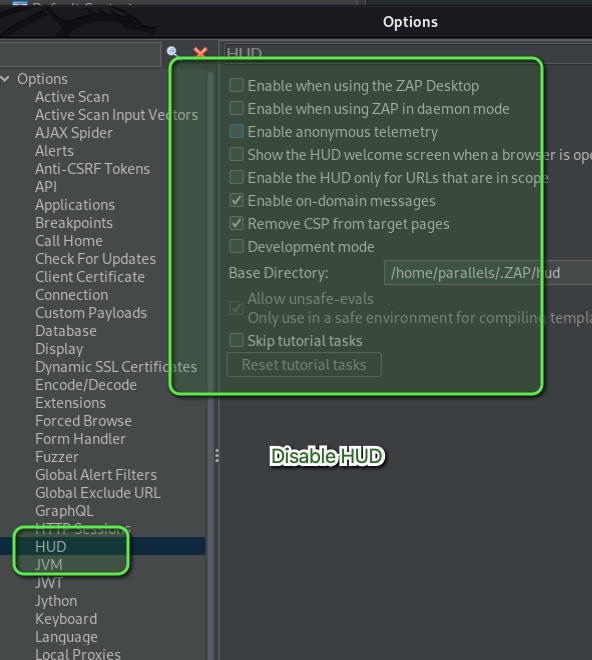 Options
HUD
Options
Active Scan
Active Scan Input Vectors
AJAX Spider
Alerts
Anti-CSRF Tokens
API
Applications
Breakpoints
Call Home
Check For Updates
Client Certificate
Connection
Custom Payloads
Database
Display
Dynamic SSL Certificates
Encode/Decode
Extensions
Forced Browse
Form Handler
Fuzzer
Global Alert Filters
Global Exclude URL
GraphQL
HTTP Sessions
HUD
JVM
JWT
Jython
Keyboard
Language
Local Proxies
Enable when using the ZAP Desktop
Enable when using ZAP in daemon mode
Enable anonymous telemetry
Show the HUD welcome screen when a browser is ope
Enable the HUD only for URLs that are in scope
Enable on-domain messages
Remove CSP from target pages
Development mode
Base Directory: /home/parallels/.ZAP/hud
Allow unsafe-evals
Only use in a safe environment for compiling templa
Skip tutorial tasks
Reset tutorial tasks
Disable HUD